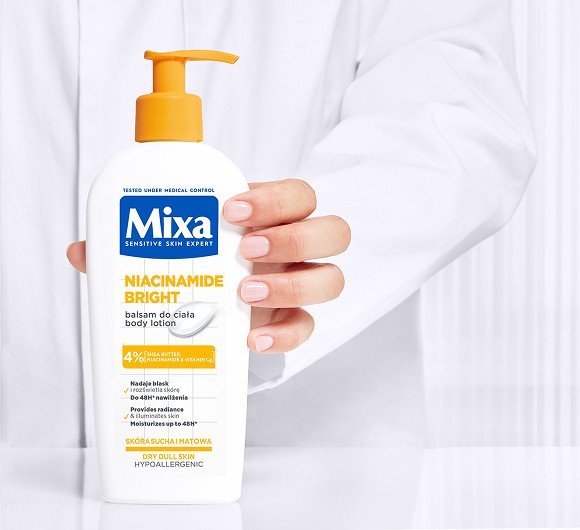 TESTED UNDER MEDICAL CONTROL
Mixa
SENSITIVE SKIN EXPERT
NIACINAMIDE
BRIGHT
balsam do ciała
body lotion
4% [SHEA BUTTER,
NIACINAMIDE & VITAMIN Cg]
Nadaje blask
✓ i rozświetla skórę
Do 48H* nawilżenia
Provides radiance
✓ & illuminates skin
Moisturizes up to 48H*
SKÓRA SUCHA I MATOWA
DRY DULL SKIN
HYPOALLERGENIC